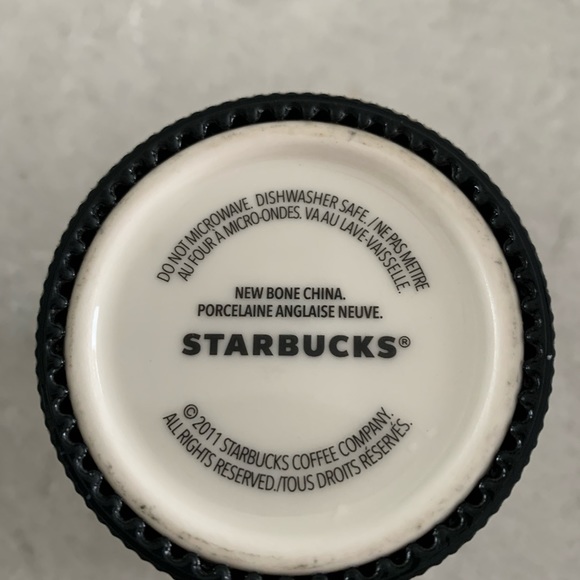 DO NOT MICROWAVE. DISHWASHER SAFE. / NE PAS METTRE
AU FOUR À MICRO-ONDES. VA AU LAVE-VAISSELLE.
NEW BONE CHINA.
PORCELAINE ANGLAISE NEUVE.
STARBUCKS®
© 2011 STARBUCKS COFFEE COMPANY.
ALL RIGHTS RESERVED./TOUS DROITS RÉSERVÉS.